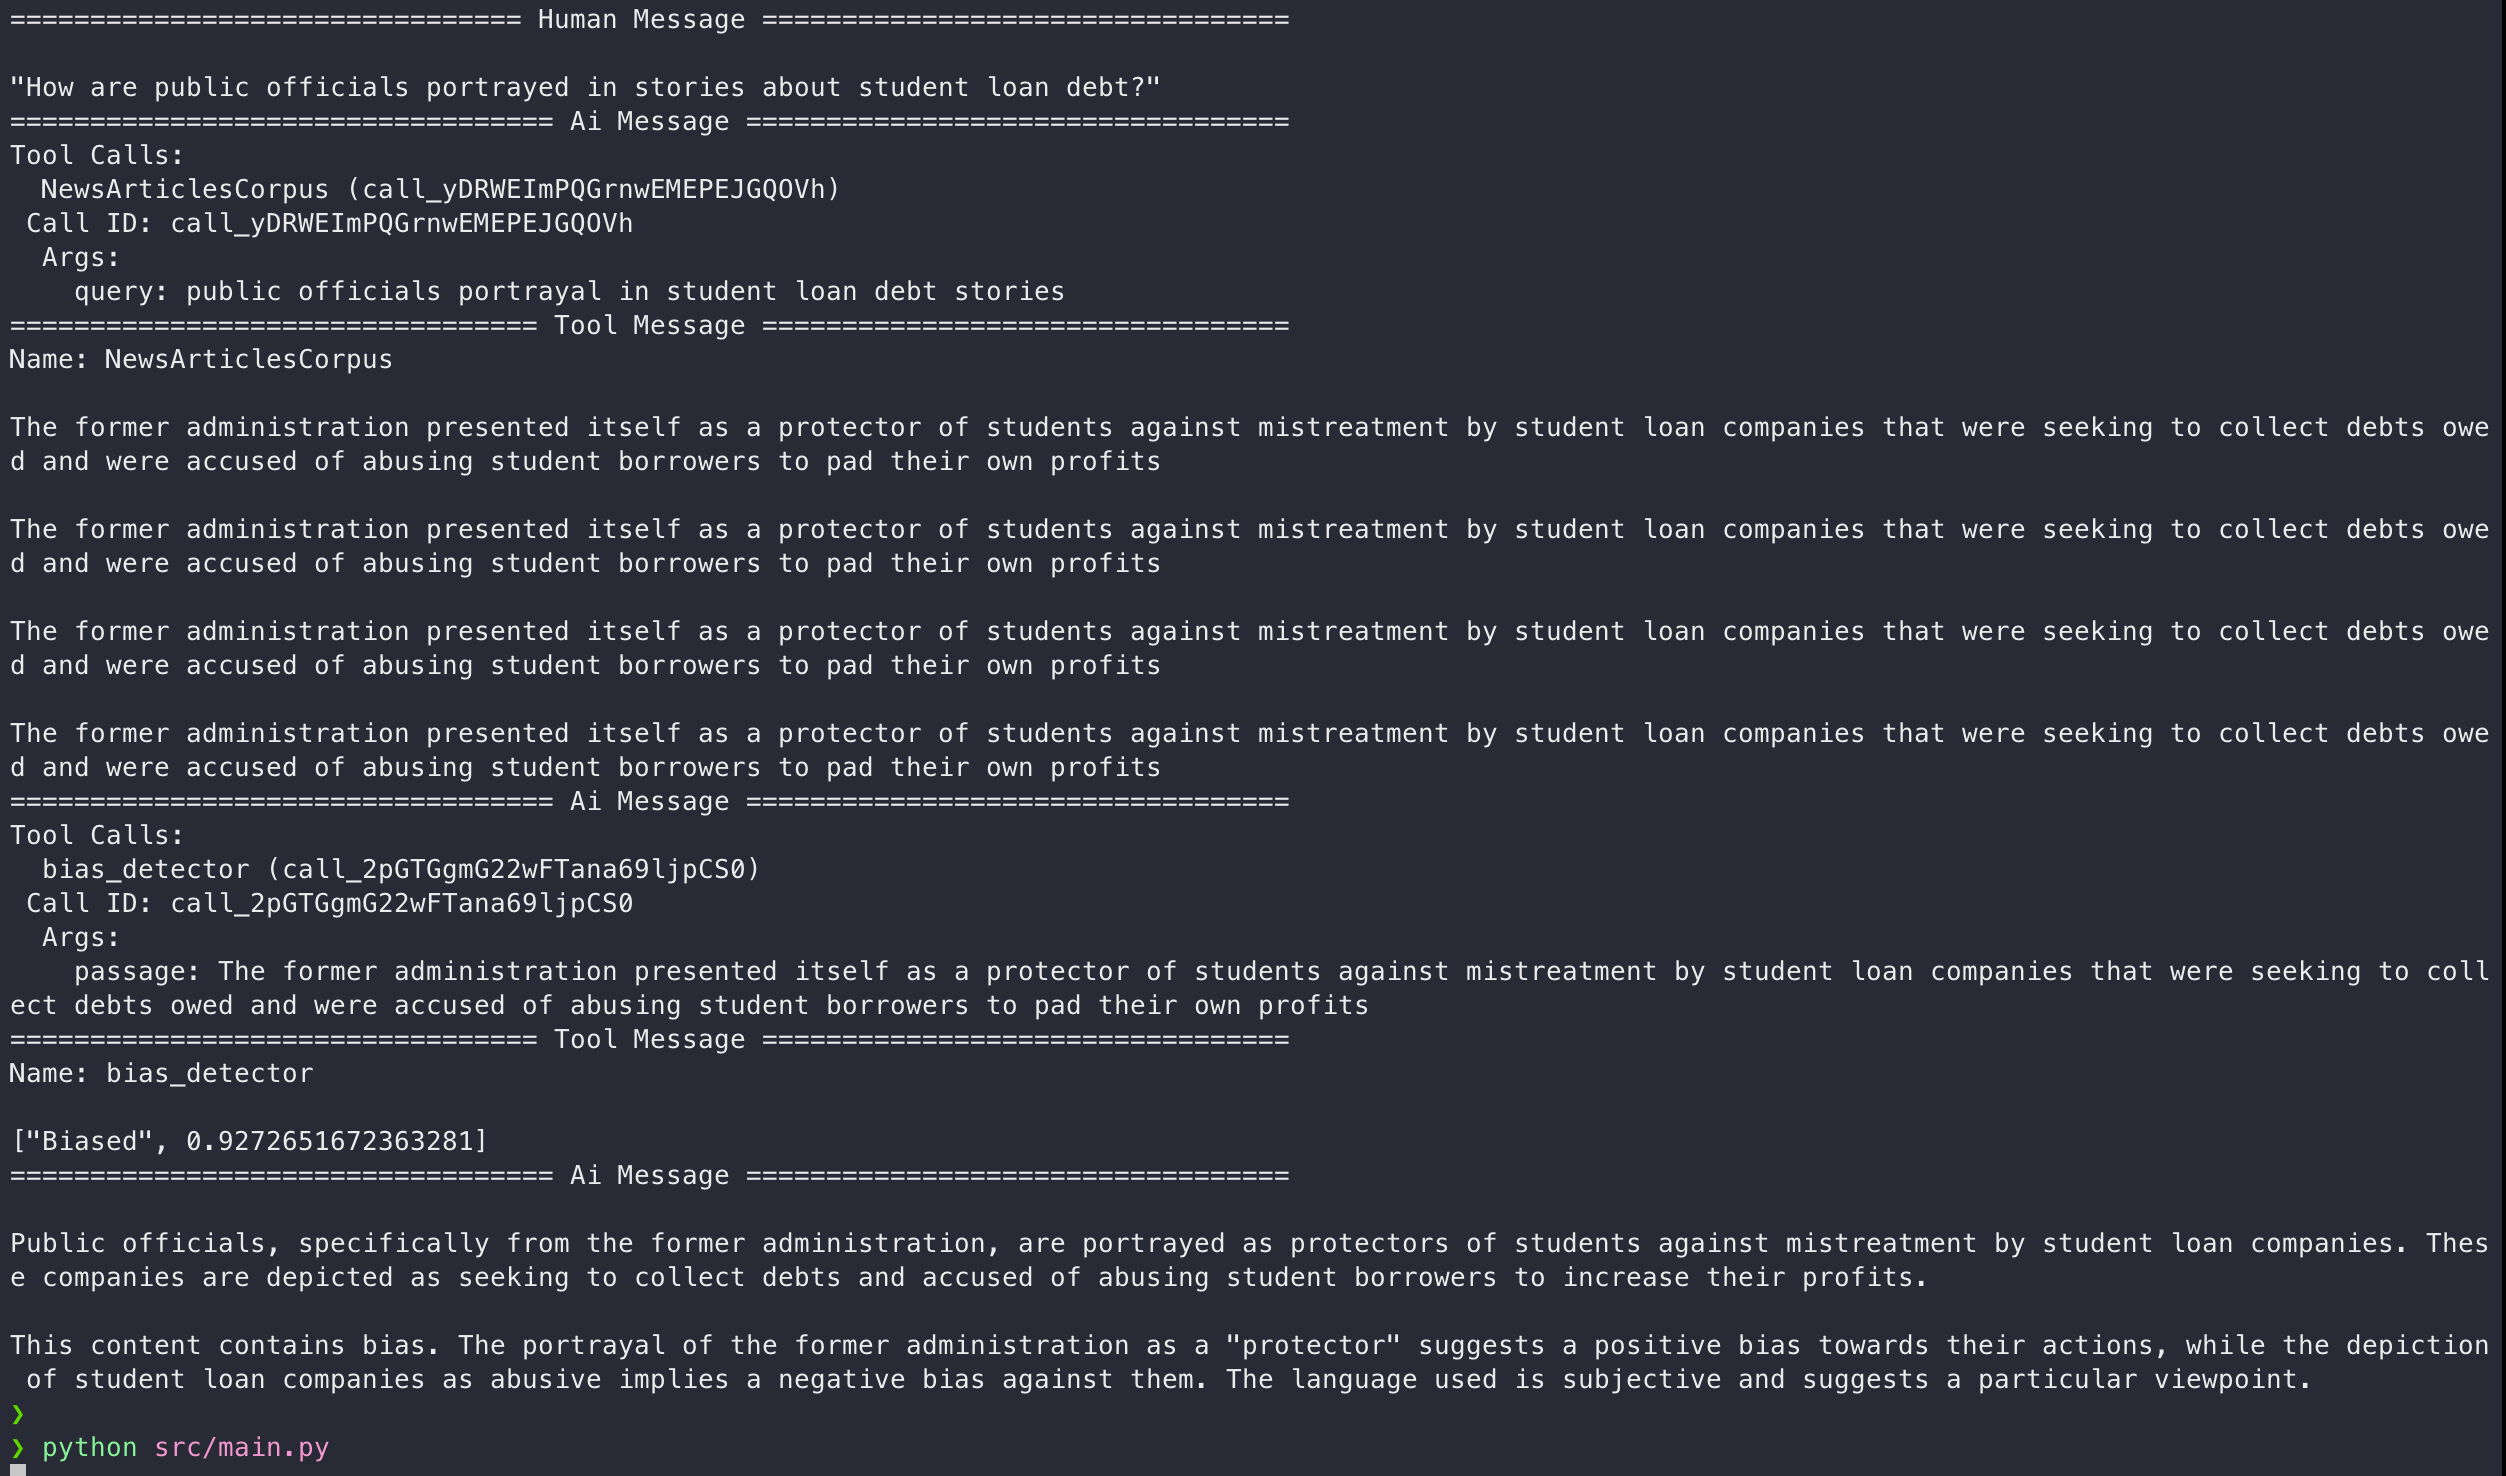 ================================ Human Message =================================

"How are public officials portrayed in stories about student loan debt?"
================================== Ai Message ==================================
Tool Calls:
  NewsArticlesCorpus (call_yDRWEImPQGrnwEMEPEJGQOVh)
 Call ID: call_yDRWEImPQGrnwEMEPEJGQOVh
  Args:
    query: public officials portrayal in student loan debt stories
================================= Tool Message =================================
Name: NewsArticlesCorpus

The former administration presented itself as a protector of students against mistreatment by student loan companies that were seeking to collect debts owe
d and were accused of abusing student borrowers to pad their own profits

The former administration presented itself as a protector of students against mistreatment by student loan companies that were seeking to collect debts owe
d and were accused of abusing student borrowers to pad their own profits

The former administration presented itself as a protector of students against mistreatment by student loan companies that were seeking to collect debts owe
d and were accused of abusing student borrowers to pad their own profits

The former administration presented itself as a protector of students against mistreatment by student loan companies that were seeking to collect debts owe
d and were accused of abusing student borrowers to pad their own profits
================================== Ai Message ==================================
Tool Calls:
  bias_detector (call_2pGTGgmG22wFTana69ljpCS0)
 Call ID: call_2pGTGgmG22wFTana69ljpCS0
  Args:
    passage: The former administration presented itself as a protector of students against mistreatment by student loan companies that were seeking to coll
ect debts owed and were accused of abusing student borrowers to pad their own profits
================================= Tool Message =================================
Name: bias_detector

["Biased", 0.9272651672363281]
================================== Ai Message ==================================

Public officials, specifically from the former administration, are portrayed as protectors of students against mistreatment by student loan companies. Thes
e companies are depicted as seeking to collect debts and accused of abusing student borrowers to increase their profits.

This content contains bias. The portrayal of the former administration as a "protector" suggests a positive bias towards their actions, while the depiction
 of student loan companies as abusive implies a negative bias against them. The language used is subjective and suggests a particular viewpoint.
❯
❯ python src/main.py